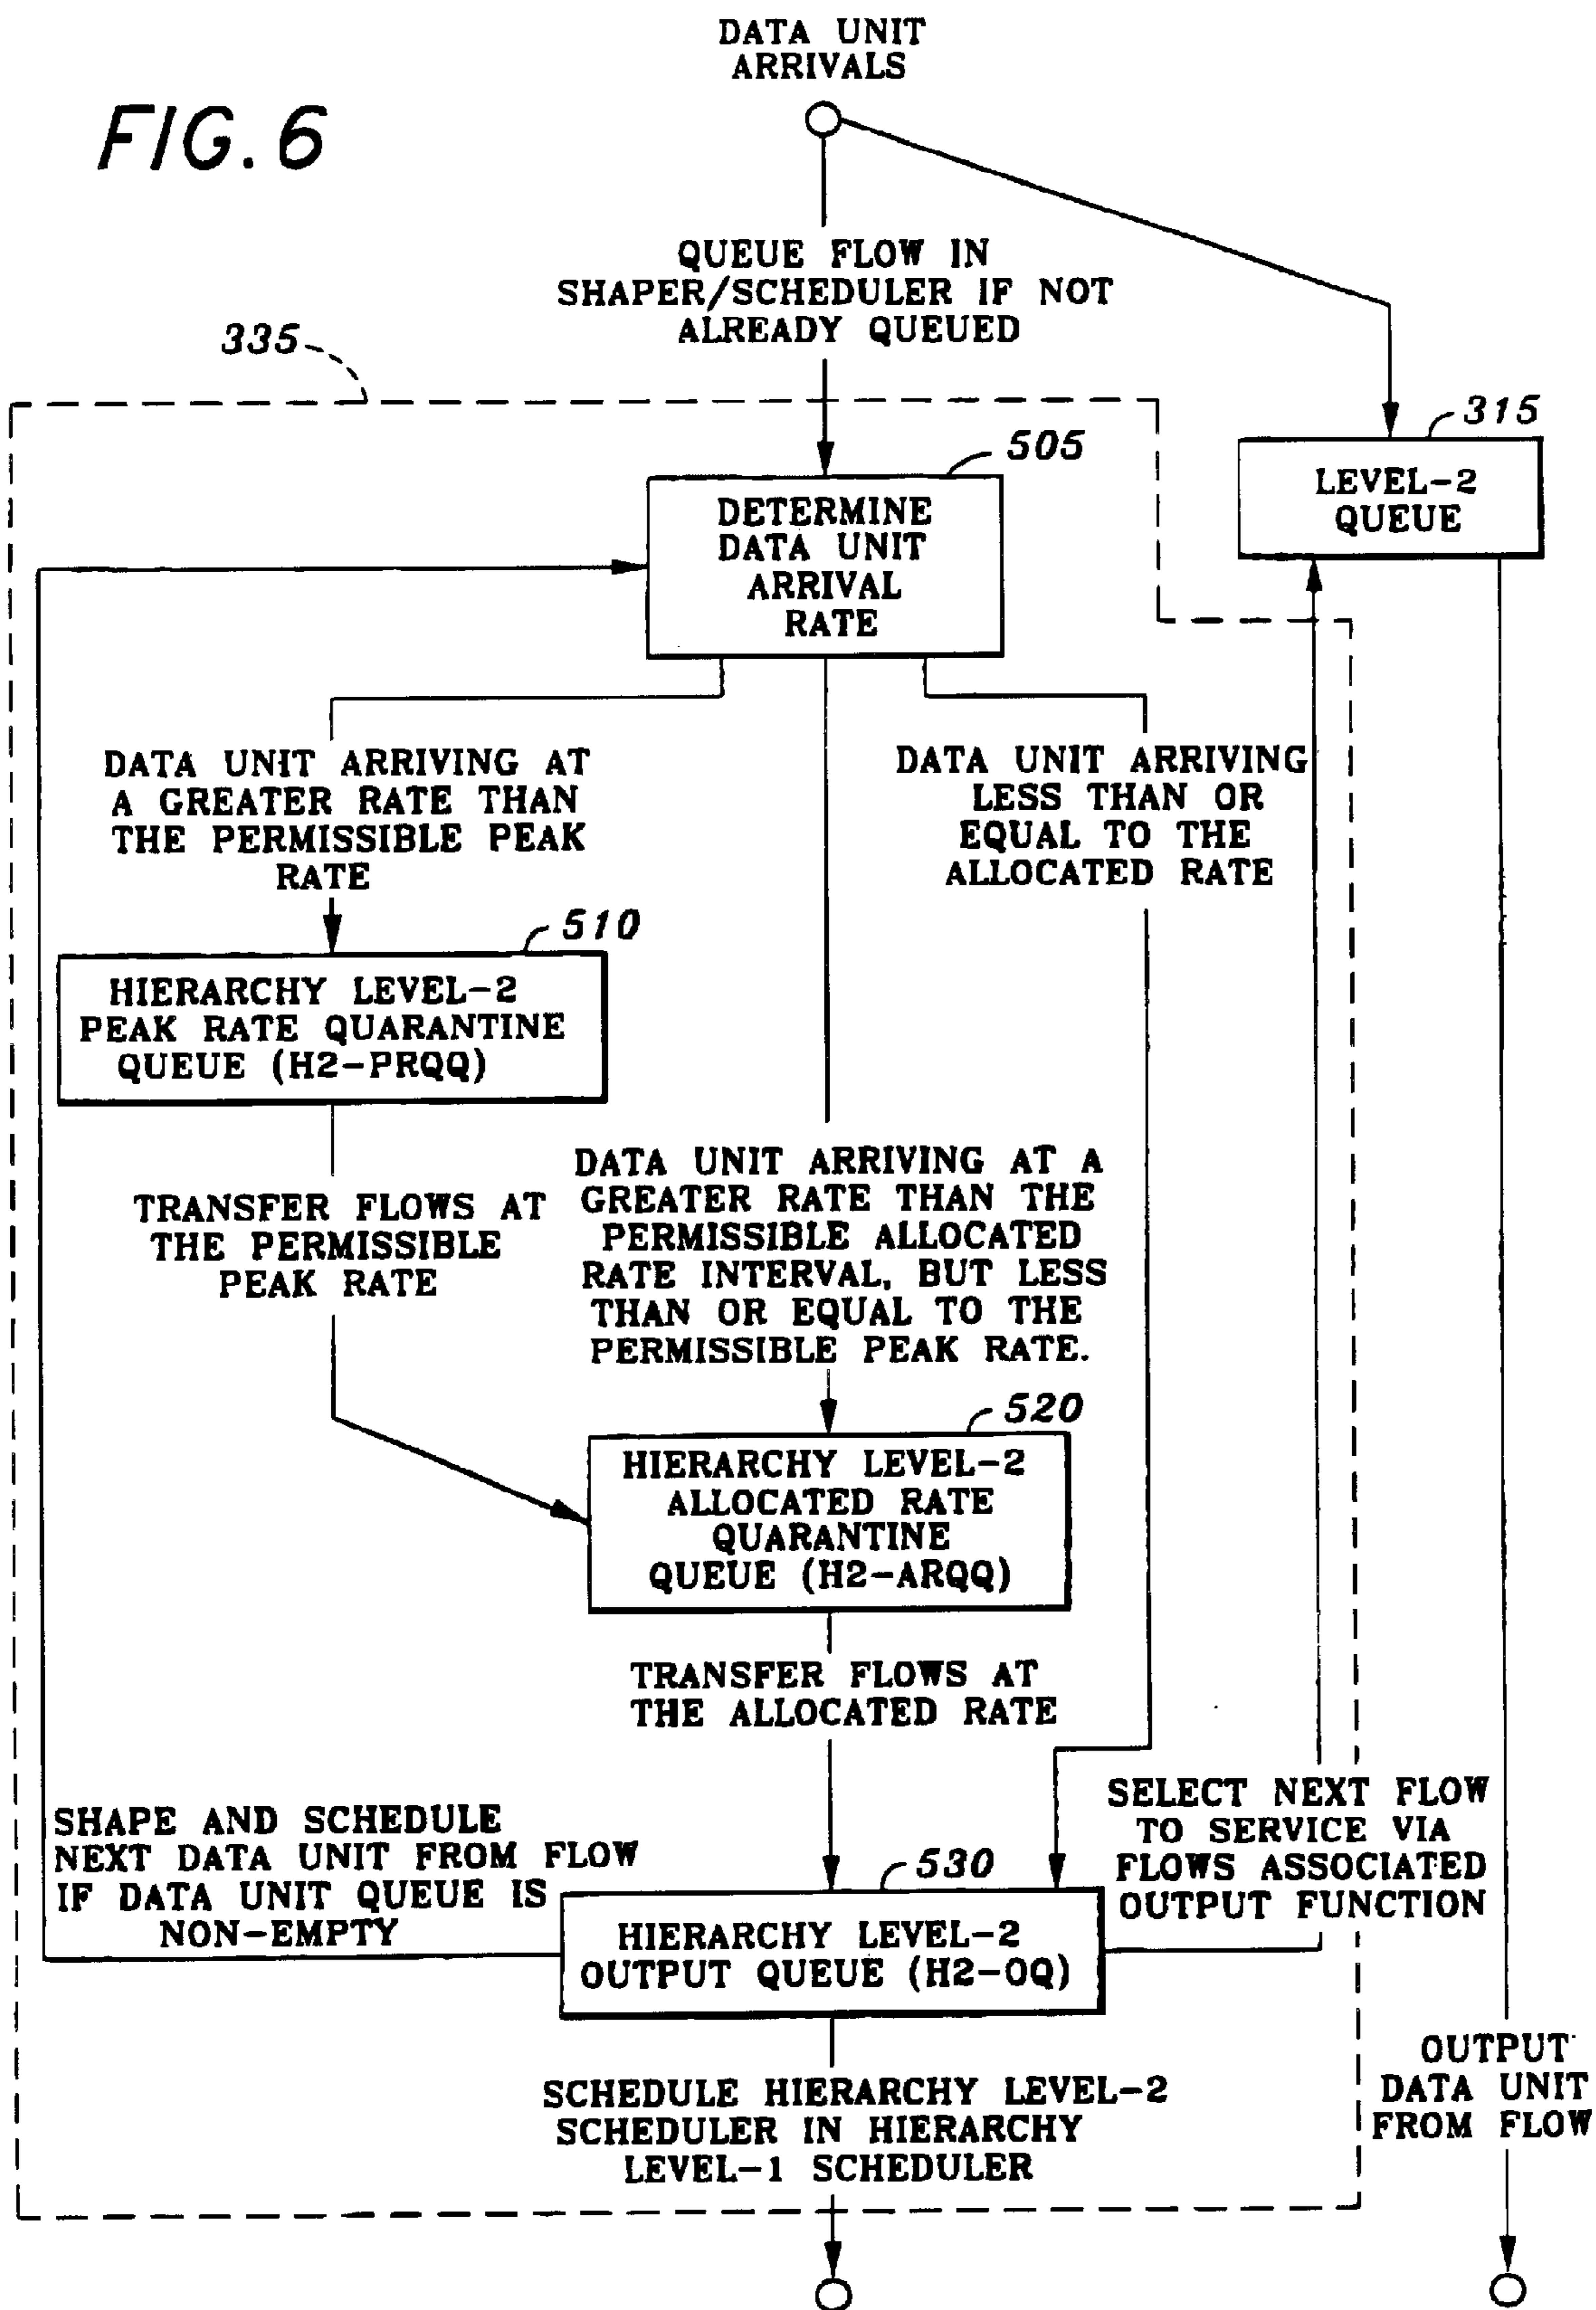 DATA UNIT
ARRIVALS
FIG. 6
QUEUE FLOW IN
SHAPER/SCHEDULER IF NOT
ALREADY QUEUED
335
315
LEVEL-2
QUEUE
505
DETERMINE
DATA UNIT
ARRIVAL
RATE
DATA UNIT ARRIVING AT
A GREATER RATE THAN
THE PERMISSIBLE PEAK
RATE
DATA UNIT ARRIVING
LESS THAN OR
EQUAL TO THE
ALLOCATED RATE
510
HIERARCHY LEVEL-2
PEAK RATE QUARANTINE
QUEUE (H2-PRQQ)
TRANSFER FLOWS AT
THE PERMISSIBLE
PEAK RATE
DATA UNIT ARRIVING AT A
GREATER RATE THAN THE
PERMISSIBLE ALLOCATED
RATE INTERVAL, BUT LESS
THAN OR EQUAL TO THE
PERMISSIBLE PEAK RATE.
520
HIERARCHY LEVEL-2
ALLOCATED RATE
QUARANTINE
QUEUE (H2-ARQQ)
TRANSFER FLOWS AT
THE ALLOCATED RATE
SHAPE AND SCHEDULE
NEXT DATA UNIT FROM FLOW
IF DATA UNIT QUEUE IS
NON-EMPTY
SELECT NEXT FLOW
TO SERVICE VIA
FLOWS ASSOCIATED
OUTPUT FUNCTION
530
HIERARCHY LEVEL-2
OUTPUT QUEUE (H2-OQ)
SCHEDULE HIERARCHY LEVEL-2
SCHEDULER IN HIERARCHY
LEVEL-1 SCHEDULER
OUTPUT
DATA UNIT
FROM FLOW